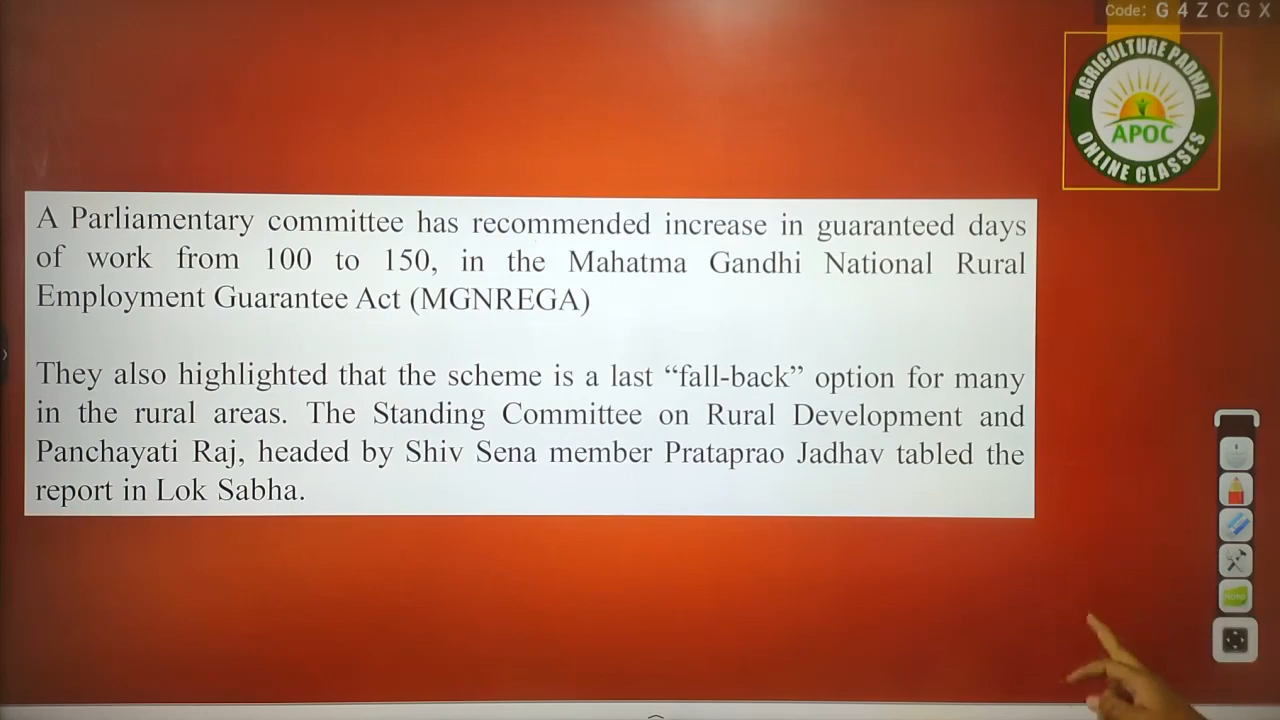 Code: G 4 Z C G X
AGRICULTURE PADHAI
APOC
ONLINE CLASSES
A Parliamentary committee has recommended increase in guaranteed days
of work from 100 to 150, in the Mahatma Gandhi National Rural
Employment Guarantee Act (MGNREGA)
They also highlighted that the scheme is a last “fall-back” option for many
in the rural areas. The Standing Committee on Rural Development and
Panchayati Raj, headed by Shiv Sena member Prataprao Jadhav tabled the
report in Lok Sabha.